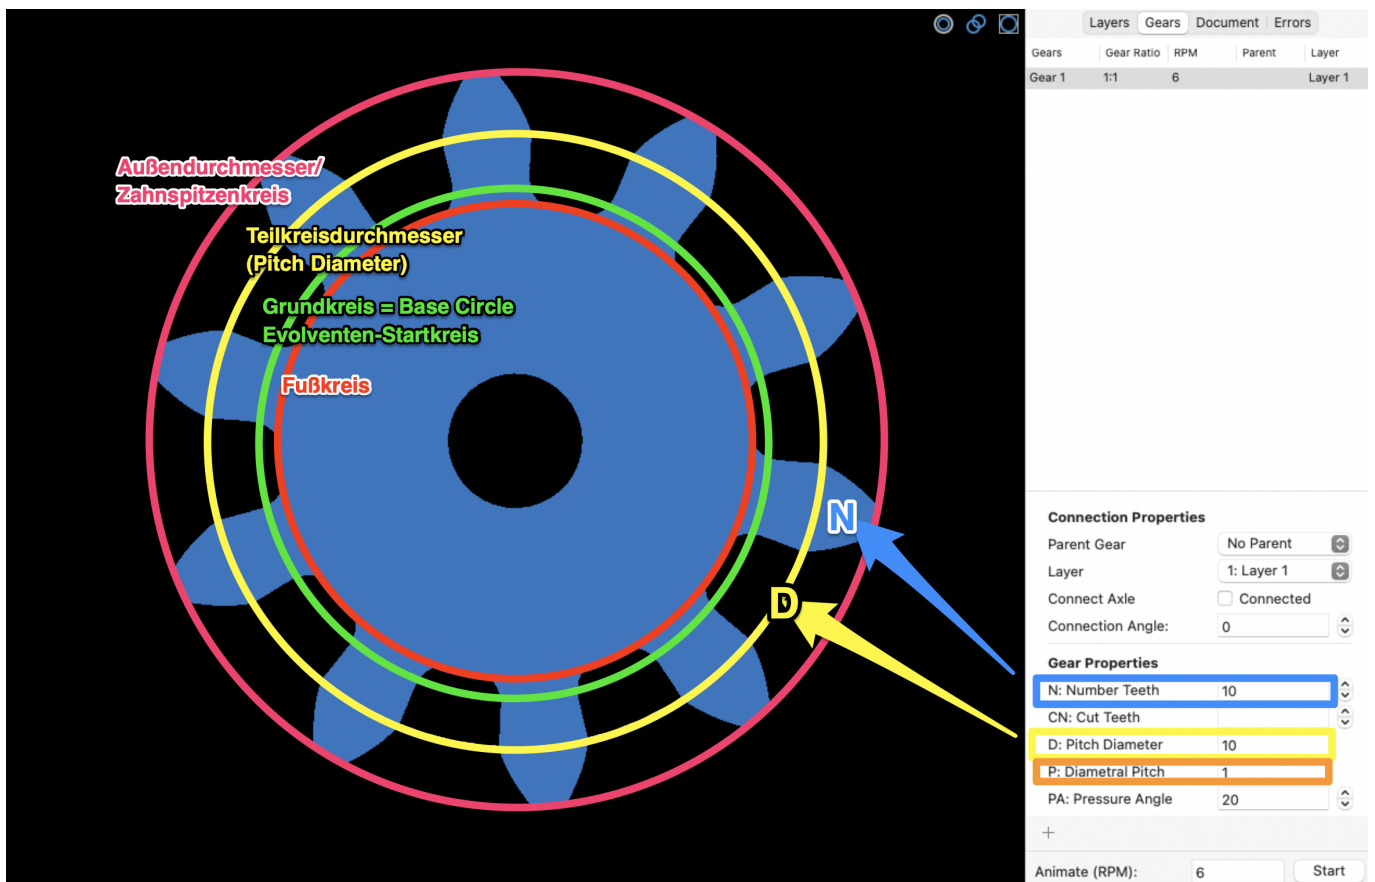 Layers Gears Document Errors
Gears Gear Ratio RPM Parent Layer
Gear 1 1:1 6 Layer 1
Außendurchmesser/
Zahnspitzenkreis
Teilkreisdurchmesser
(Pitch Diameter)
Grundkreis = Base Circle
Evolventen-Startkreis
Fußkreis
N
D
Connection Properties
Parent Gear No Parent
Layer 1: Layer 1
Connect Axle Connected
Connection Angle: 0
Gear Properties
N: Number Teeth 10
CN: Cut Teeth
D: Pitch Diameter 10
P: Diametral Pitch 1
PA: Pressure Angle 20
+
Animate (RPM): 6 Start